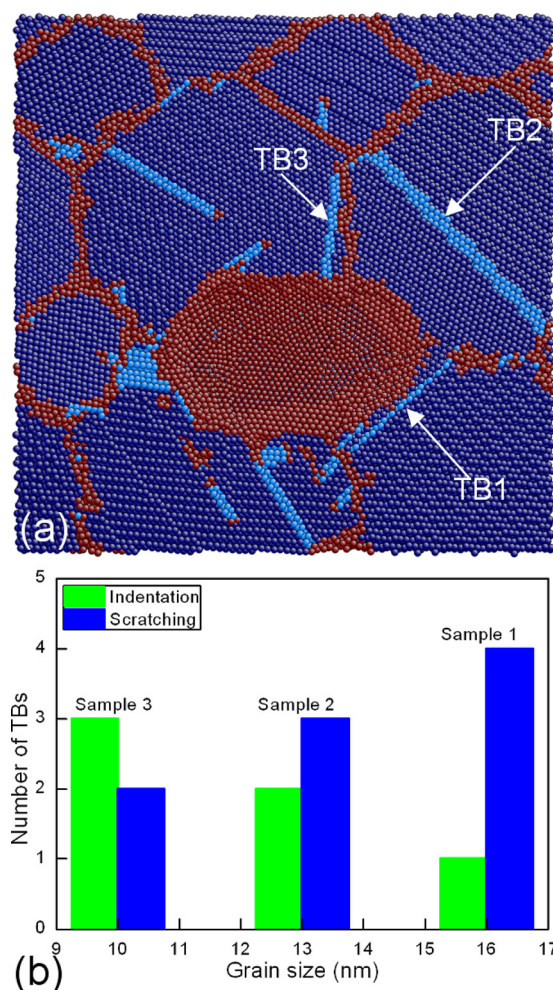 TB2
TB3
TB1
(a)
5
Indentation
Scratching
Sample 1
4
Sample 3
Sample 2
3
2
1
0
Number of TBs
9 10 11 12 13 14 15 16 17
Grain size (nm)
(b)